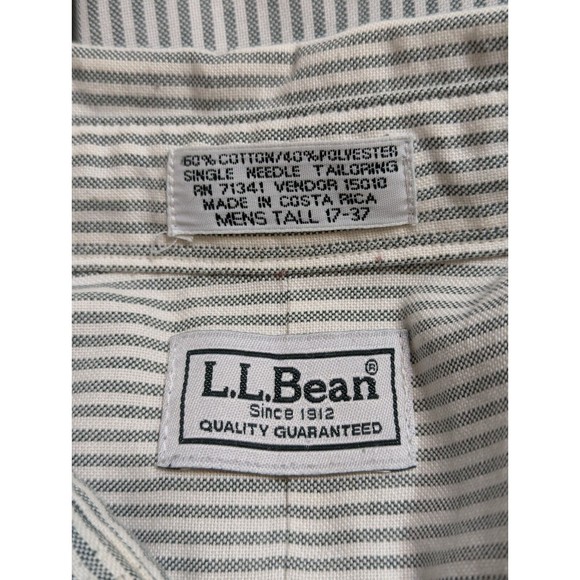 60% COTTON/40% POLYESTER
SINGLE NEEDLE TAILORING
RN 71341 VENDOR 15010
MADE IN COSTA RICA
MENS TALL 17-37
L.L.Bean®
Since 1912
QUALITY GUARANTEED